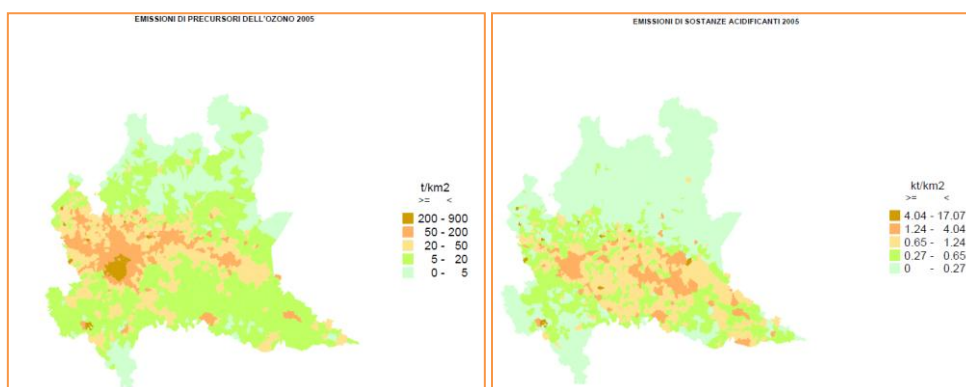 EMISSIONI DI PRECURSORI DELL'OZONO 2005
t/km2
>= <
200 - 900
50 - 200
20 - 50
5 - 20
0 - 5
EMISSIONI DI SOSTANZE ACIDIFICANTI 2005
kt/km2
>= <
4.04 - 17.07
1.24 - 4.04
0.65 - 1.24
0.27 - 0.65
0 - 0.27